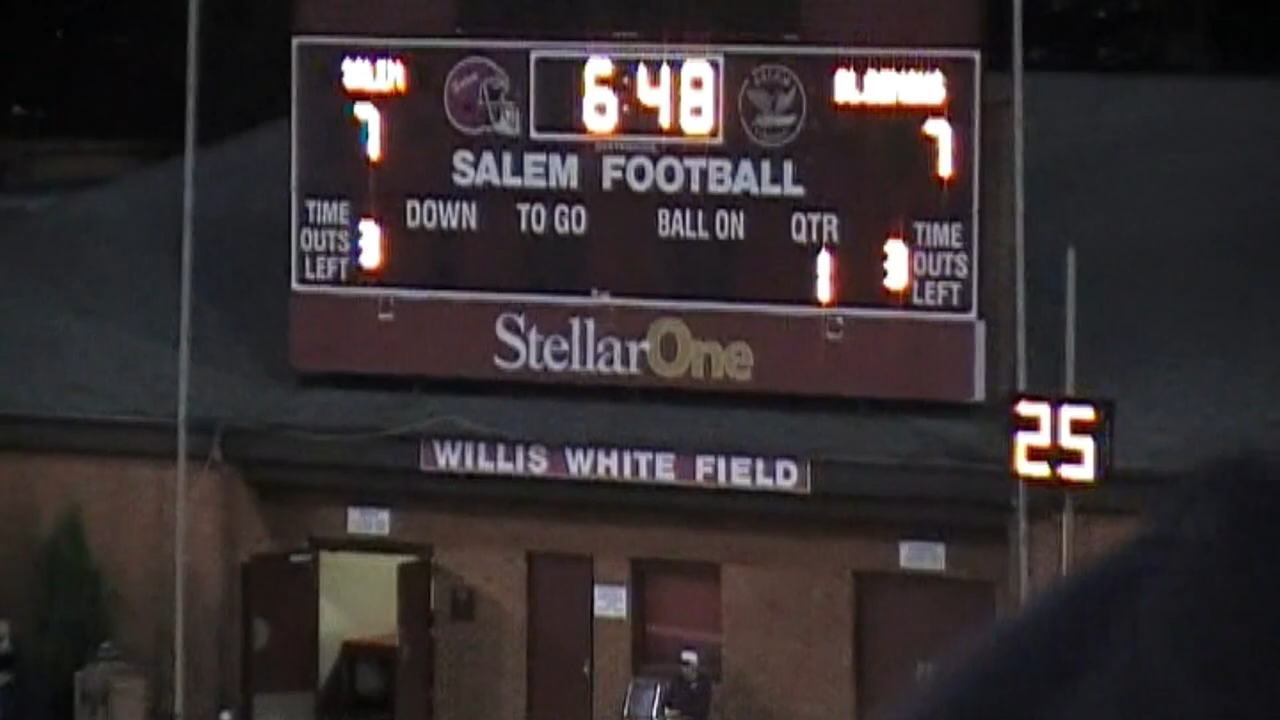 SALEM
6:48
7
7
SALEM FOOTBALL
TIME OUTS LEFT 3
DOWN TO GO BALL ON QTR
1
3 TIME OUTS LEFT
StellarOne
25
WILLIS WHITE FIELD